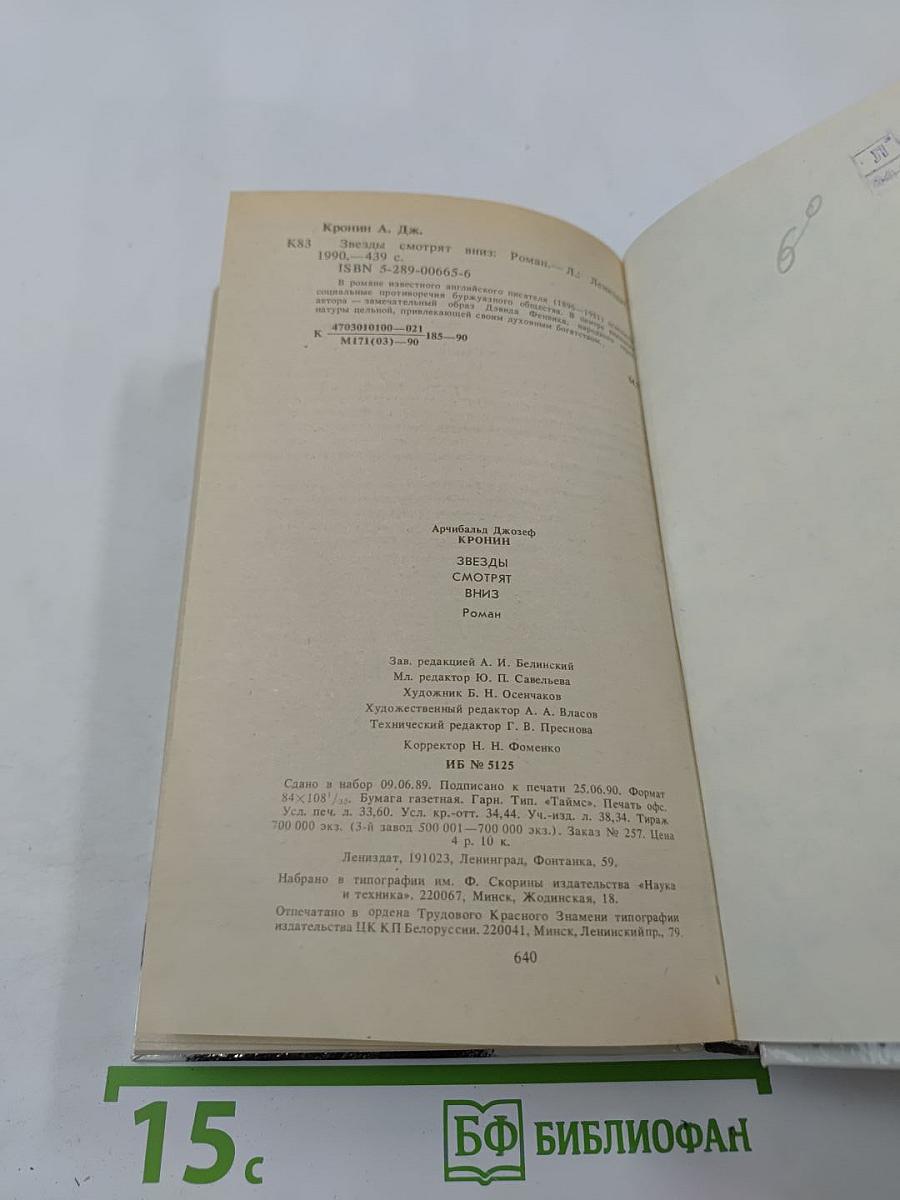 Кронин А. Дж.
К83 Звезды смотрят вниз: Роман.— Л.: Лениздат
1990.— 439 с.
ISBN 5-289-00665-6
В романе известного английского писателя (1896—1981)
социальные противоречия буржуазного общества. В центре
автора — замечательный образ Дэвида Фенвика, народного
натуры цельной, привлекающей своим духовным богатством.
К 4703010100—021 185—90
М171(03)—90
Арчибальд Джозеф
КРОНИН
ЗВЕЗДЫ
СМОТРЯТ
ВНИЗ
Роман
Зав. редакцией А. И. Белинский
Мл. редактор Ю. П. Савельева
Художник Б. Н. Осенчаков
Художественный редактор А. А. Власов
Технический редактор Г. В. Преснова
Корректор Н. Н. Фоменко
ИБ № 5125
Сдано в набор 09.06.89. Подписано к печати 25.06.90. Формат
84×108¹/₃₂. Бумага газетная. Гарн. Тип. «Таймс». Печать офс.
Усл. печ. л. 33,60. Усл. кр.-отт. 34,44. Уч.-изд. л. 38,34. Тираж
700 000 экз. (3-й завод 500 001—700 000 экз.). Заказ № 257. Цена
4 р. 10 к.
Лениздат, 191023, Ленинград, Фонтанка, 59.
Набрано в типографии им. Ф. Скорины издательства «Наука
и техника». 220067, Минск, Жодинская, 18.
Отпечатано в ордена Трудового Красного Знамени типографии
издательства ЦК КП Белоруссии. 220041, Минск, Ленинский пр., 79.
640
15 с
БФ БИБЛИОФАН